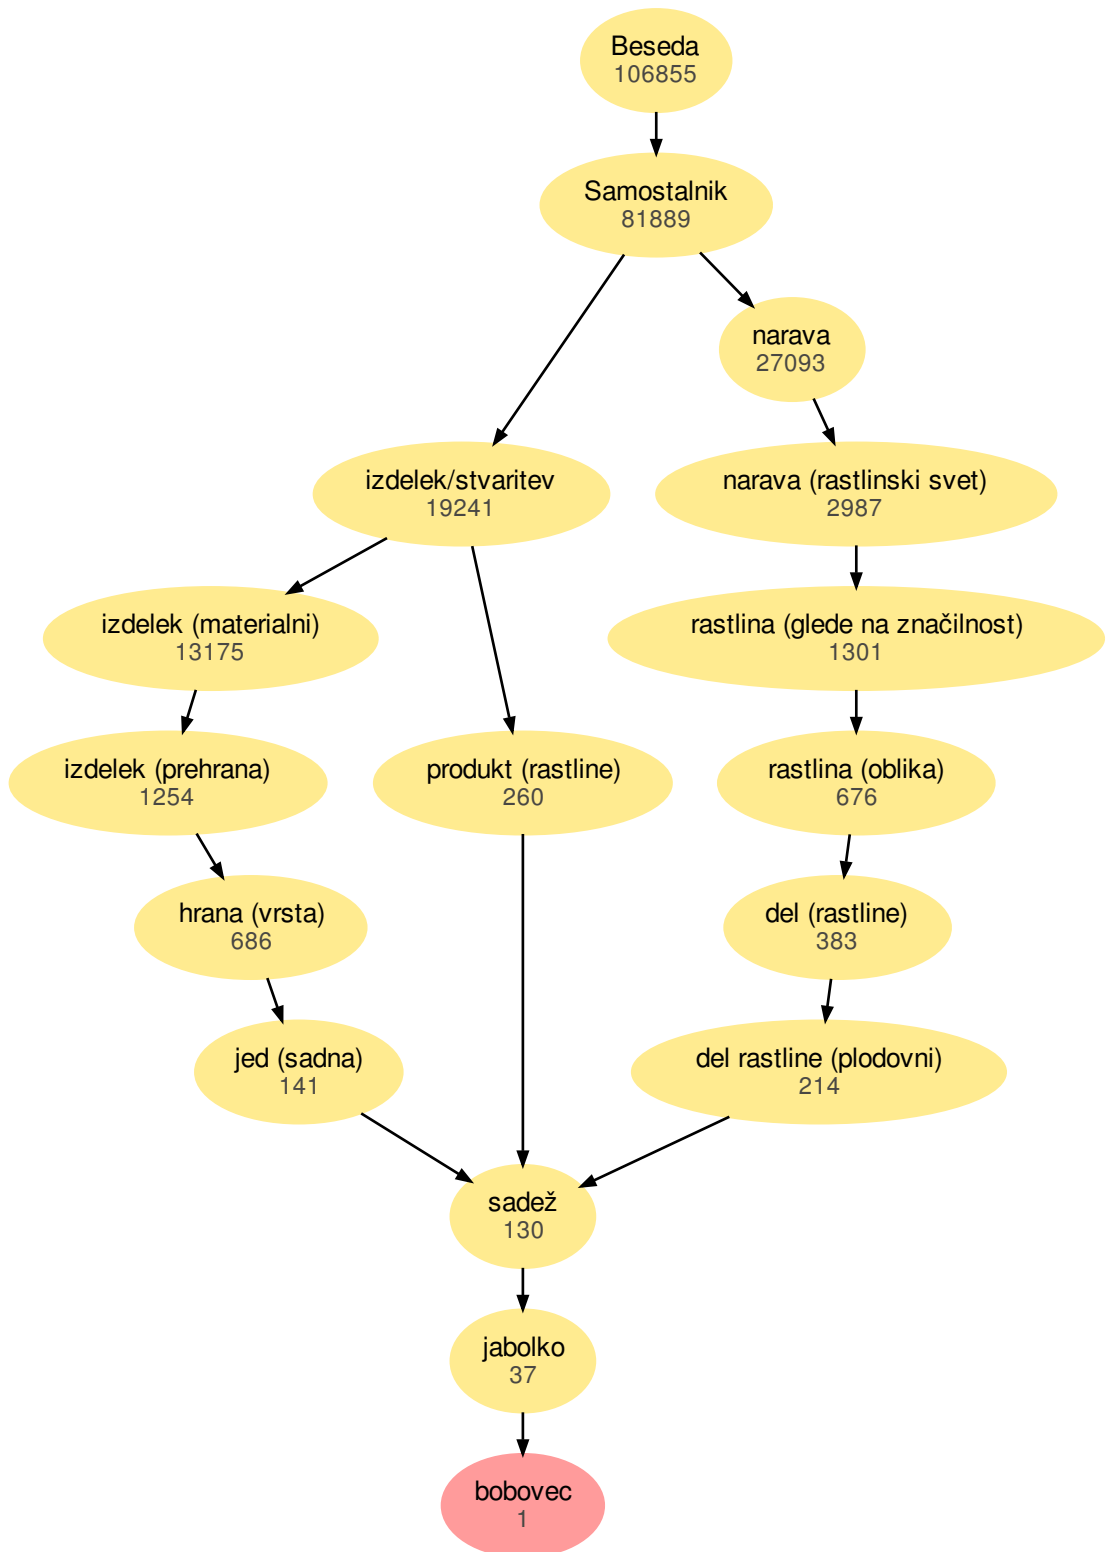 Beseda
106855
Samostalnik
81889
narava
27093
izdelek/stvaritev
19241
narava (rastlinski svet)
2987
izdelek (materialni)
13175
rastlina (glede na značilnost)
1301
izdelek (prehrana)
1254
produkt (rastline)
260
rastlina (oblika)
676
hrana (vrsta)
686
del (rastline)
383
jed (sadna)
141
del rastline (plodovni)
214
sadež
130
jabolko
37
bobovec
1